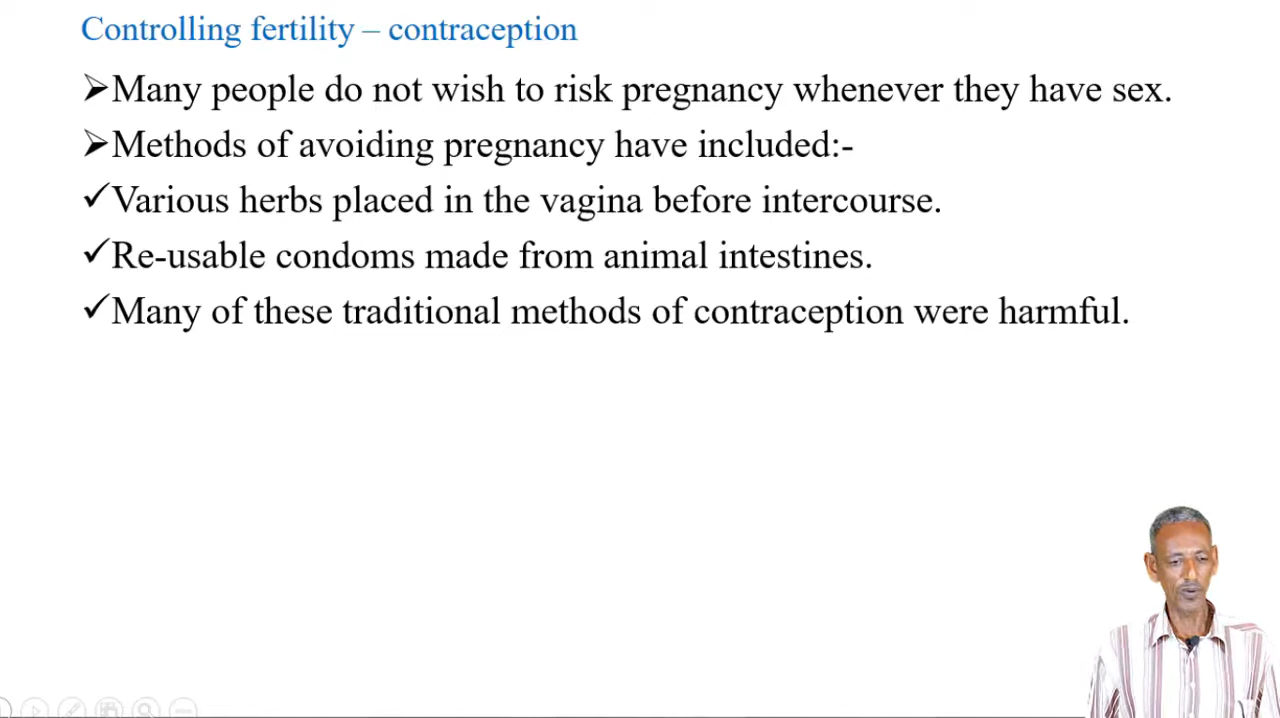 Controlling fertility – contraception
➢Many people do not wish to risk pregnancy whenever they have sex.
➢Methods of avoiding pregnancy have included:-
✓Various herbs placed in the vagina before intercourse.
✓Re-usable condoms made from animal intestines.
✓Many of these traditional methods of contraception were harmful.